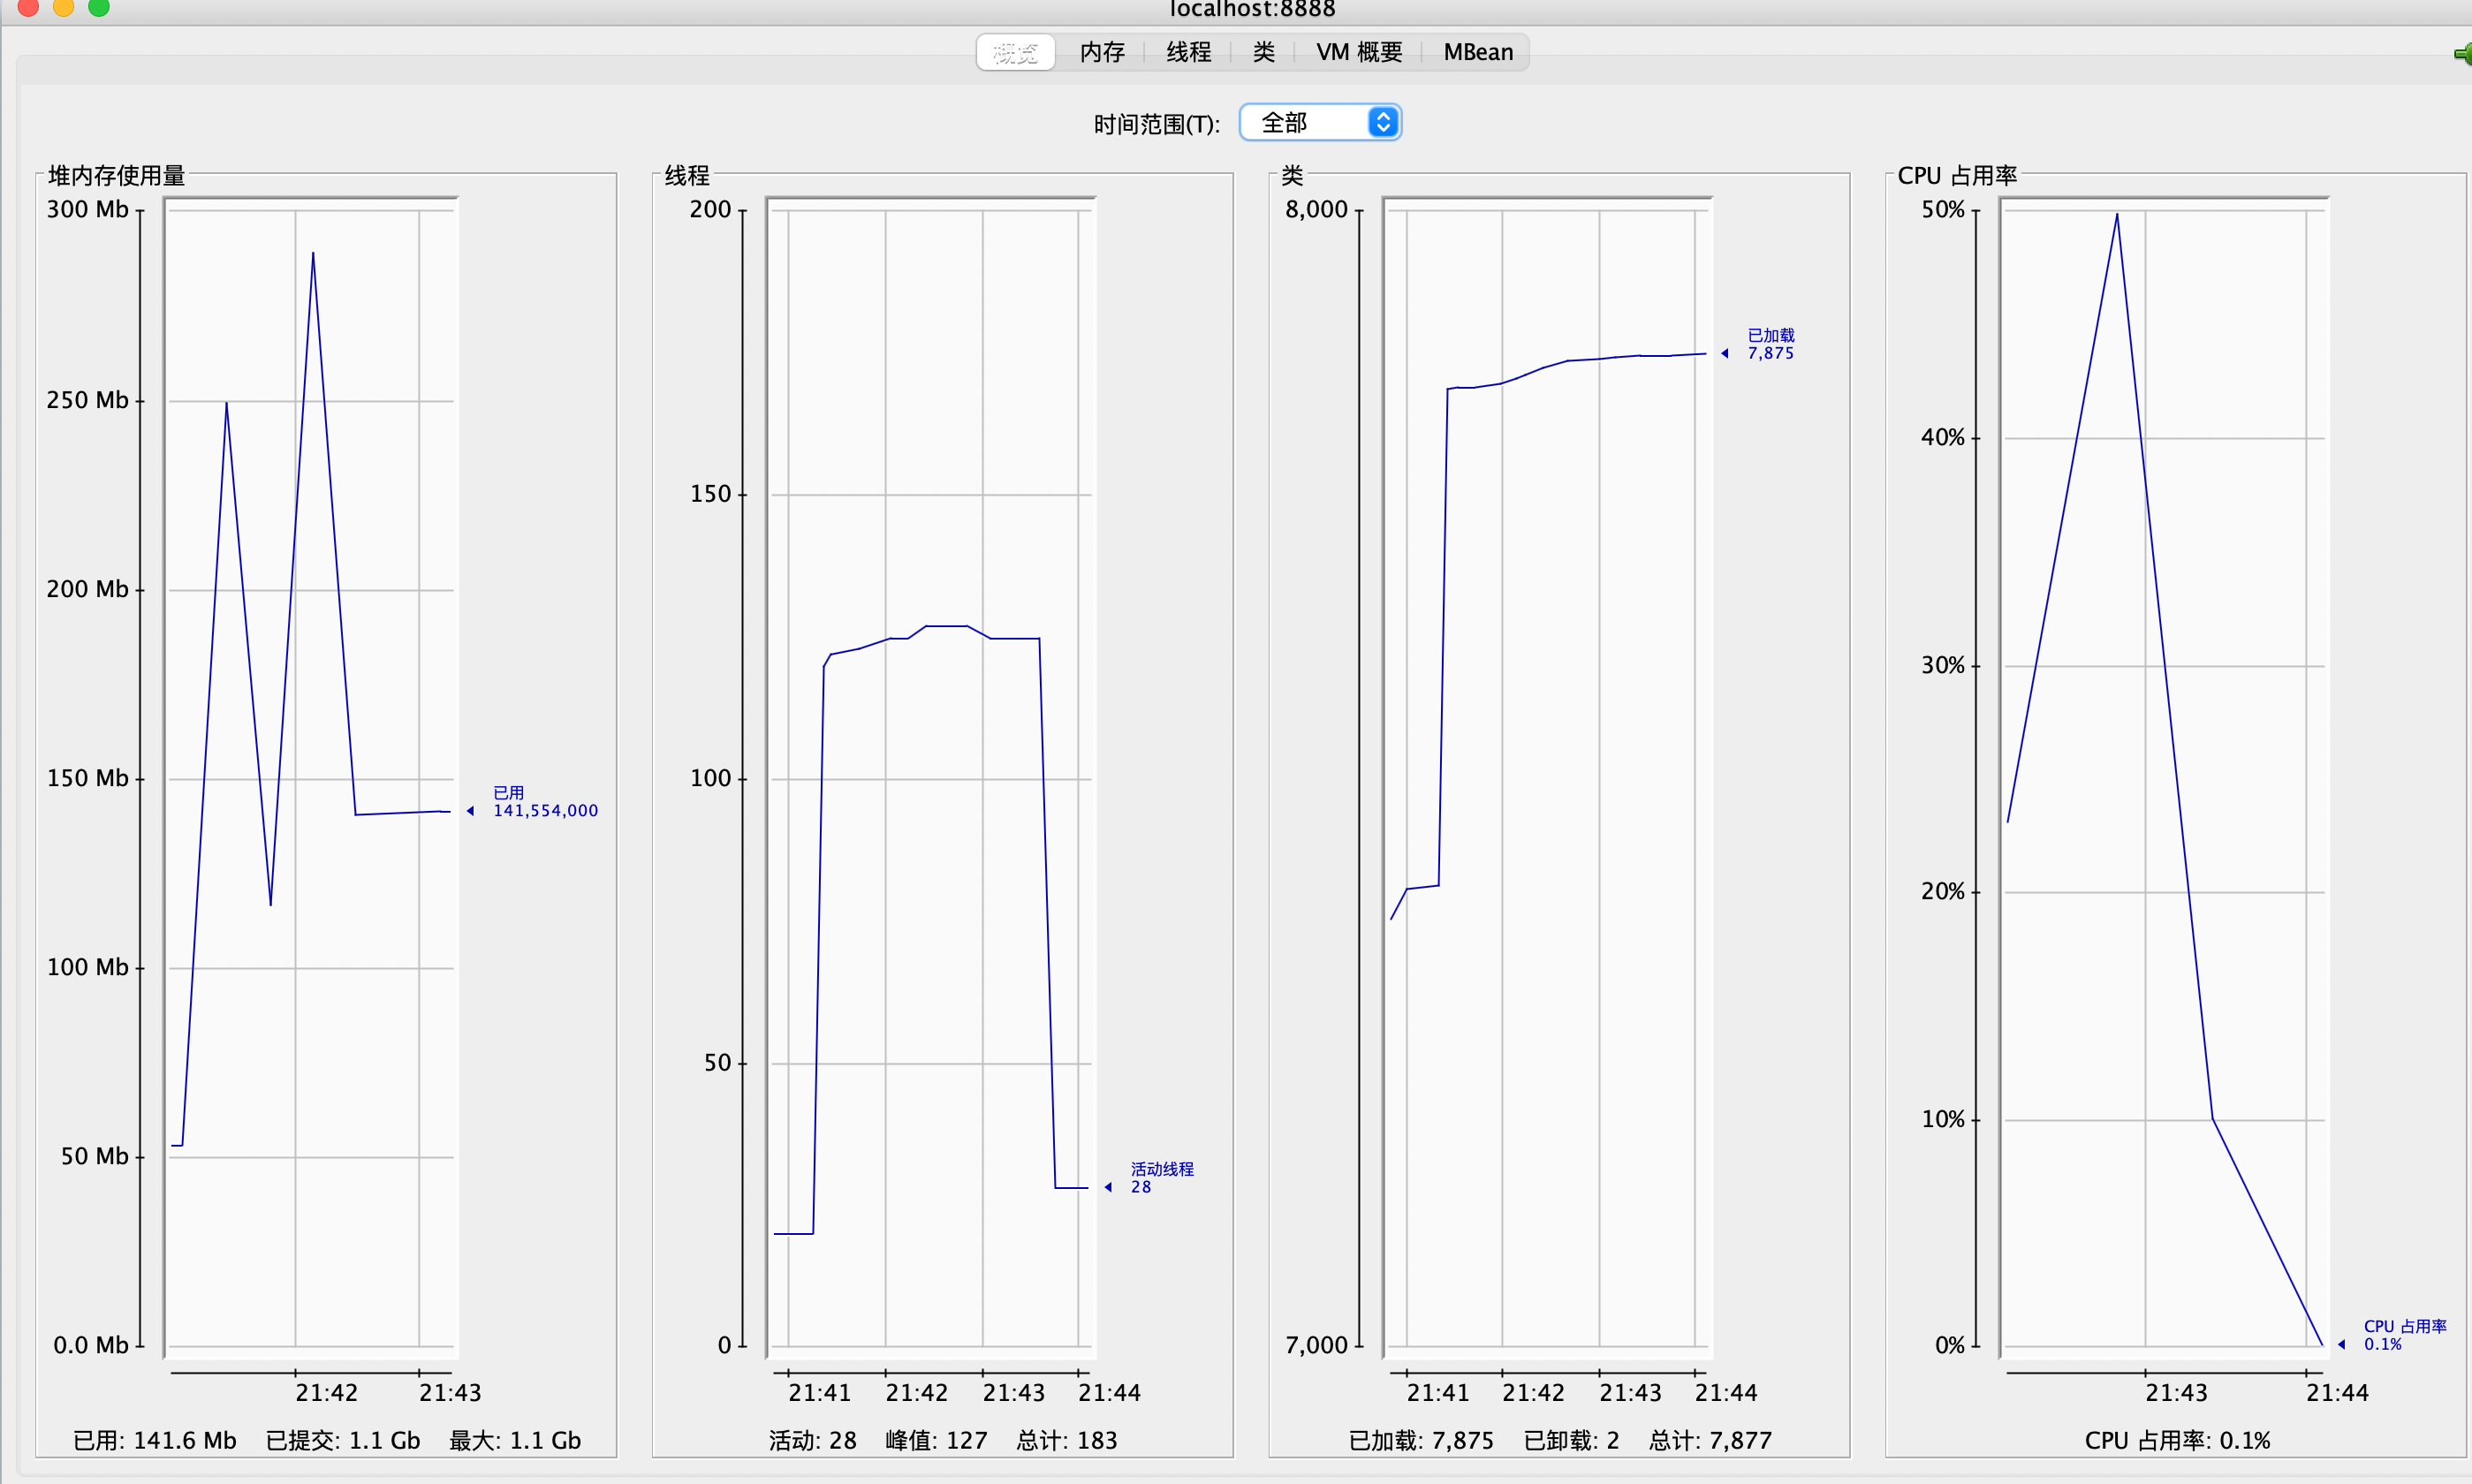 localhost:8888
概览 内存 线程 类 VM 概要 MBean
时间范围(T): 全部
堆内存使用量
300 Mb
250 Mb
200 Mb
150 Mb
100 Mb
50 Mb
0.0 Mb
已用
141,554,000
21:42 21:43
已用: 141.6 Mb 已提交: 1.1 Gb 最大: 1.1 Gb
线程
200
150
100
50
0
活动线程
28
21:41 21:42 21:43 21:44
活动: 28 峰值: 127 总计: 183
类
8,000
7,000
已加载
7,875
21:41 21:42 21:43 21:44
已加载: 7,875 已卸载: 2 总计: 7,877
CPU 占用率
50%
40%
30%
20%
10%
0%
CPU 占用率
0.1%
21:43 21:44
CPU 占用率: 0.1%